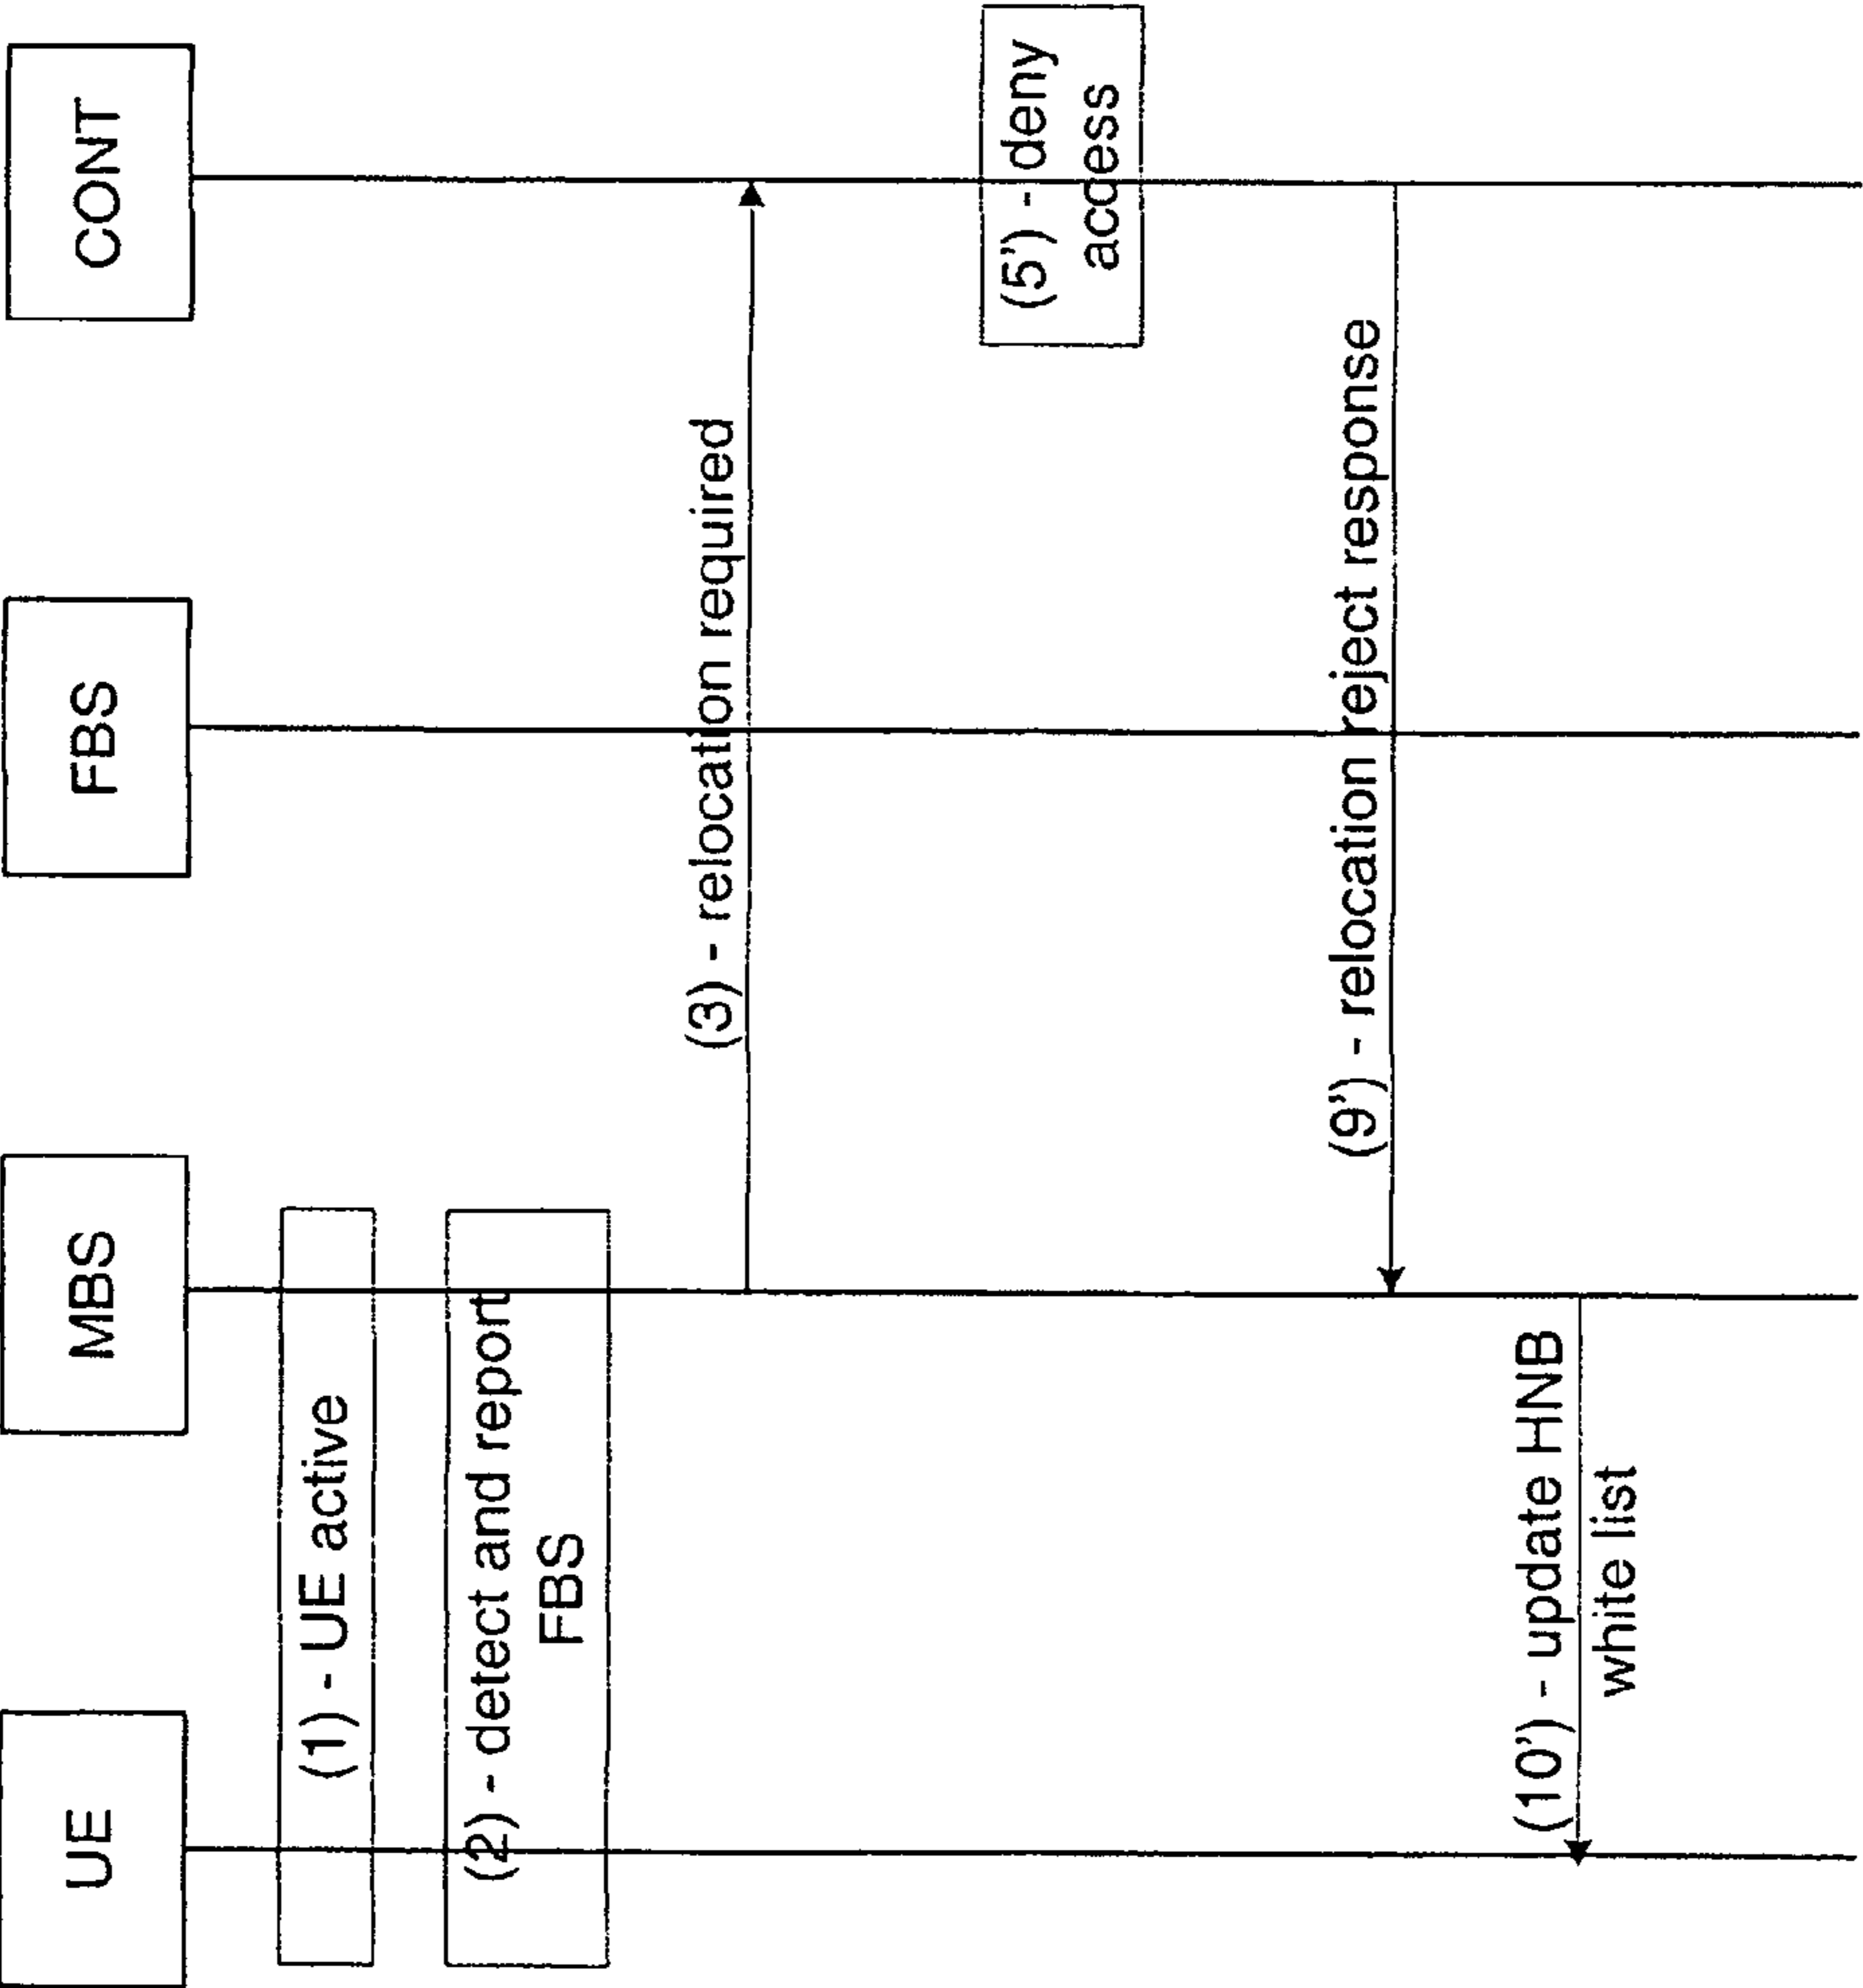 UE
MBS
FBS
CONT
(1) - UE active
(2) - detect and report
FBS
(3) - relocation required
(5') - deny
access
(9') - relocation reject response
(10') - update HNB
white list